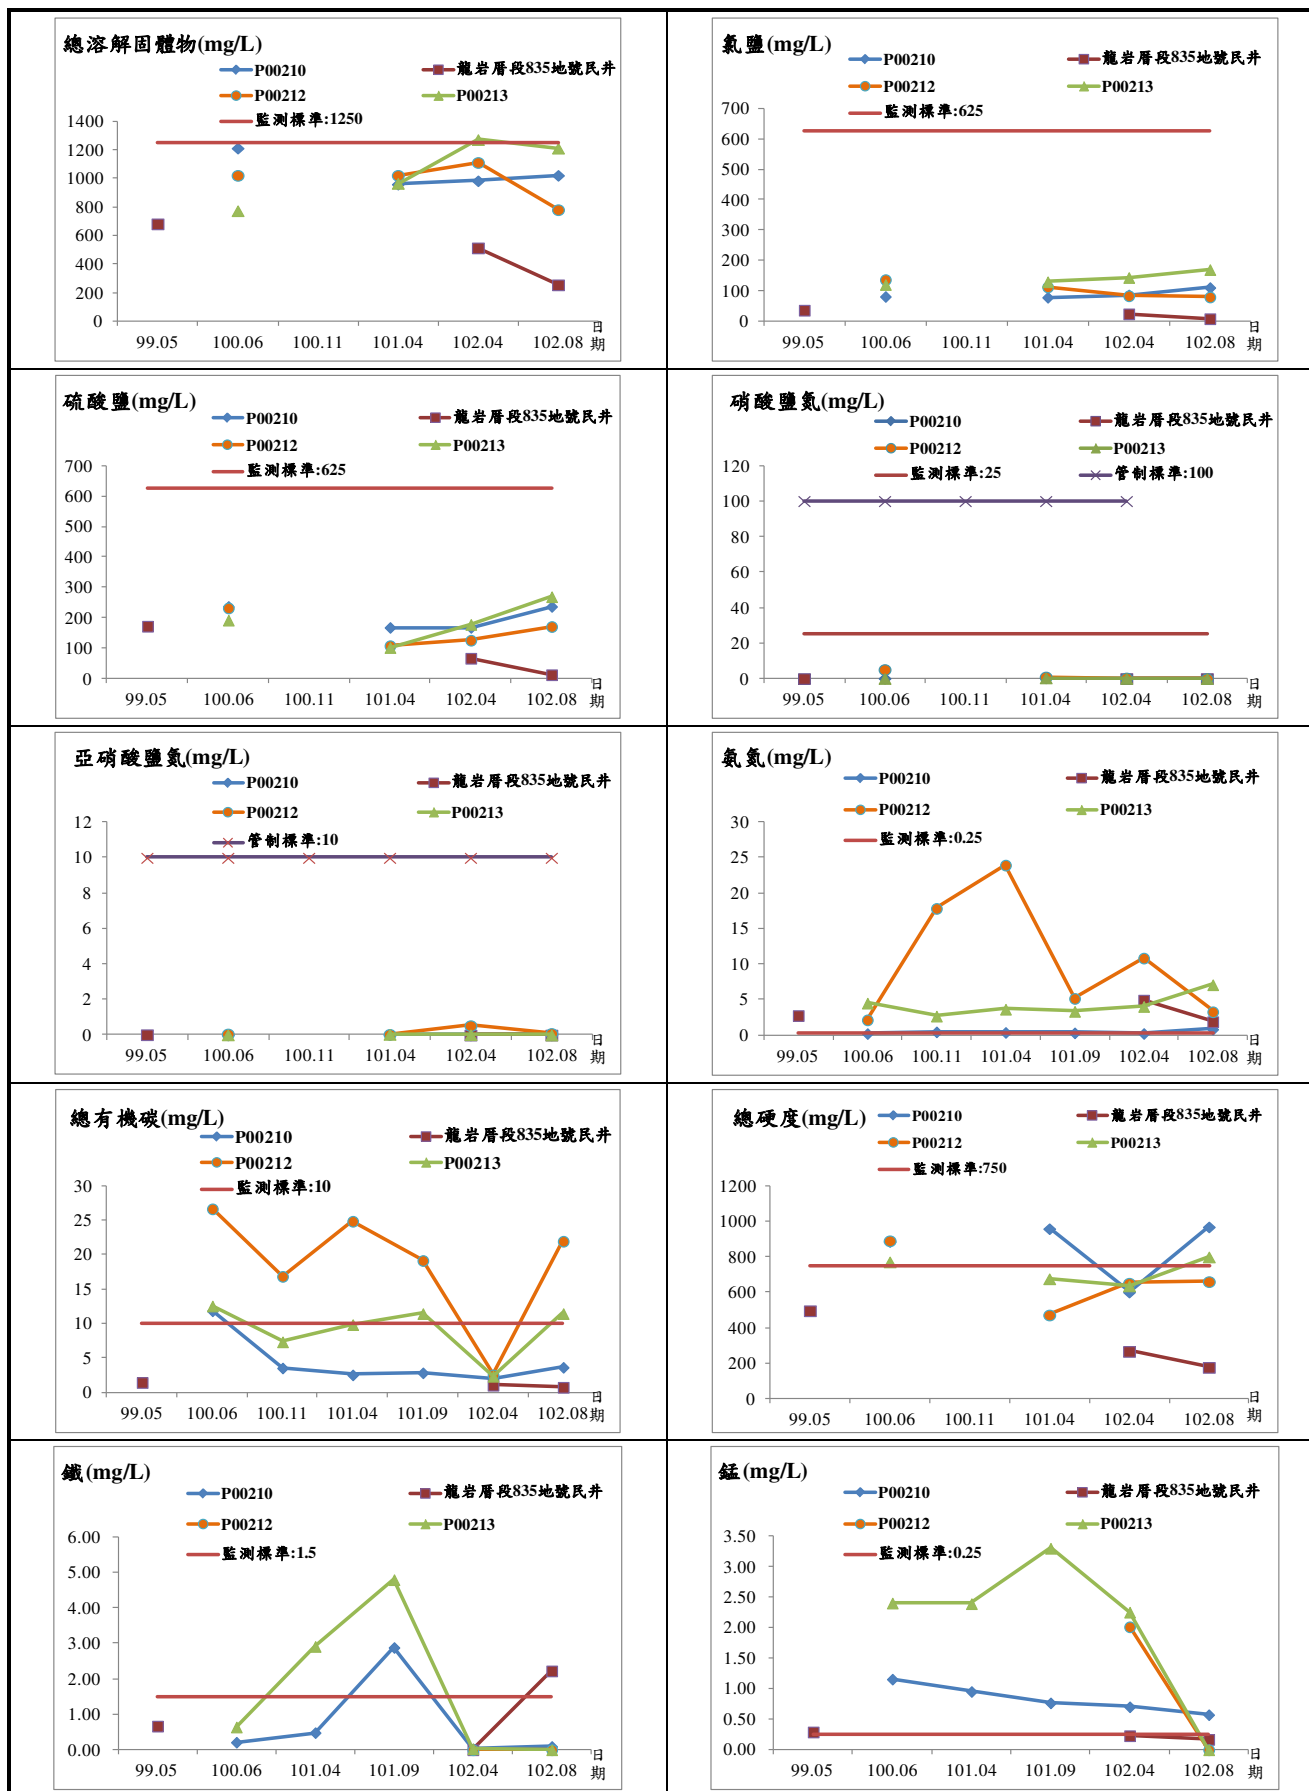 總溶解固體物(mg/L)
P00210 龍岩厝段835地號民井
P00212 P00213
監測標準:1250
1400
1200
1000
800
600
400
200
0
99.05 100.06 100.11 101.04 102.04 102.08
日期
氯鹽(mg/L)
P00210 龍岩厝段835地號民井
P00212 P00213
監測標準:625
700
600
500
400
300
200
100
0
99.05 100.06 100.11 101.04 102.04 102.08
日期
硫酸鹽(mg/L)
P00210 龍岩厝段835地號民井
P00212 P00213
監測標準:625
700
600
500
400
300
200
100
0
99.05 100.06 100.11 101.04 102.04 102.08
日期
硝酸鹽氮(mg/L)
P00210 龍岩厝段835地號民井
P00212 P00213
監測標準:25 管制標準:100
120
100
80
60
40
20
0
99.05 100.06 100.11 101.04 102.04 102.08
日期
亞硝酸鹽氮(mg/L)
P00210 龍岩厝段835地號民井
P00212 P00213
管制標準:10
12
10
8
6
4
2
0
99.05 100.06 100.11 101.04 102.04 102.08
日期
氨氮(mg/L)
P00210 龍岩厝段835地號民井
P00212 P00213
監測標準:0.25
30
25
20
15
10
5
0
99.05 100.06 100.11 101.04 101.09 102.04 102.08
日期
總有機碳(mg/L)
P00210 龍岩厝段835地號民井
P00212 P00213
監測標準:10
30
25
20
15
10
5
0
99.05 100.06 100.11 101.04 101.09 102.04 102.08
日期
總硬度(mg/L)
P00210 龍岩厝段835地號民井
P00212 P00213
監測標準:750
1200
1000
800
600
400
200
0
99.05 100.06 100.11 101.04 102.04 102.08
日期
鐵(mg/L)
P00210 龍岩厝段835地號民井
P00212 P00213
監測標準:1.5
6.00
5.00
4.00
3.00
2.00
1.00
0.00
99.05 100.06 101.04 101.09 102.04 102.08
日期
錳(mg/L)
P00210 龍岩厝段835地號民井
P00212 P00213
監測標準:0.25
3.50
3.00
2.50
2.00
1.50
1.00
0.50
0.00
99.05 100.06 101.04 101.09 102.04 102.08
日期